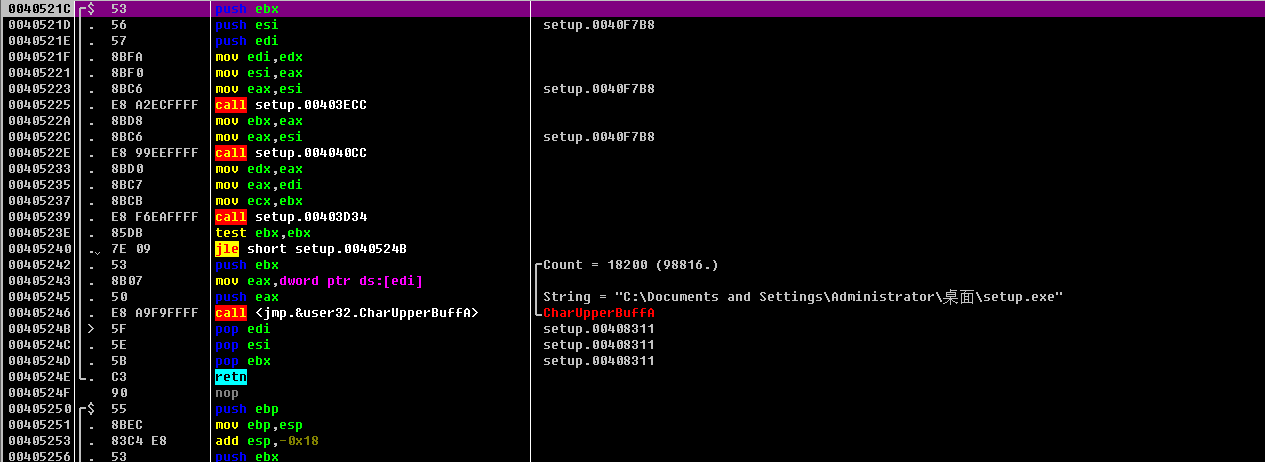 0040521C ┌$ 53 push ebx
0040521D . 56 push esi setup.0040F7B8
0040521E . 57 push edi
0040521F . 8BFA mov edi,edx
00405221 . 8BF0 mov esi,eax
00405223 . 8BC6 mov eax,esi setup.0040F7B8
00405225 . E8 A2ECFFFF call setup.00403ECC
0040522A . 8BD8 mov ebx,eax
0040522C . 8BC6 mov eax,esi setup.0040F7B8
0040522E . E8 99EEFFFF call setup.004040CC
00405233 . 8BD0 mov edx,eax
00405235 . 8BC7 mov eax,edi
00405237 . 8BCB mov ecx,ebx
00405239 . E8 F6EAFFFF call setup.00403D34
0040523E . 85DB test ebx,ebx
00405240 .⌄ 7E 09 jle short setup.0040524B
00405242 . 53 push ebx ┌Count = 18200 (98816.)
00405243 . 8B07 mov eax,dword ptr ds:[edi]
00405245 . 50 push eax String = "C:\Documents and Settings\Administrator\桌面\setup.exe"
00405246 . E8 A9F9FFFF call <jmp.&user32.CharUpperBuffA> └CharUpperBuffA
0040524B > 5F pop edi setup.00408311
0040524C . 5E pop esi setup.00408311
0040524D . 5B pop ebx setup.00408311
0040524E └. C3 retn
0040524F 90 nop
00405250 ┌$ 55 push ebp
00405251 . 8BEC mov ebp,esp
00405253 . 83C4 E8 add esp,-0x18
00405256 . 53 push ebx